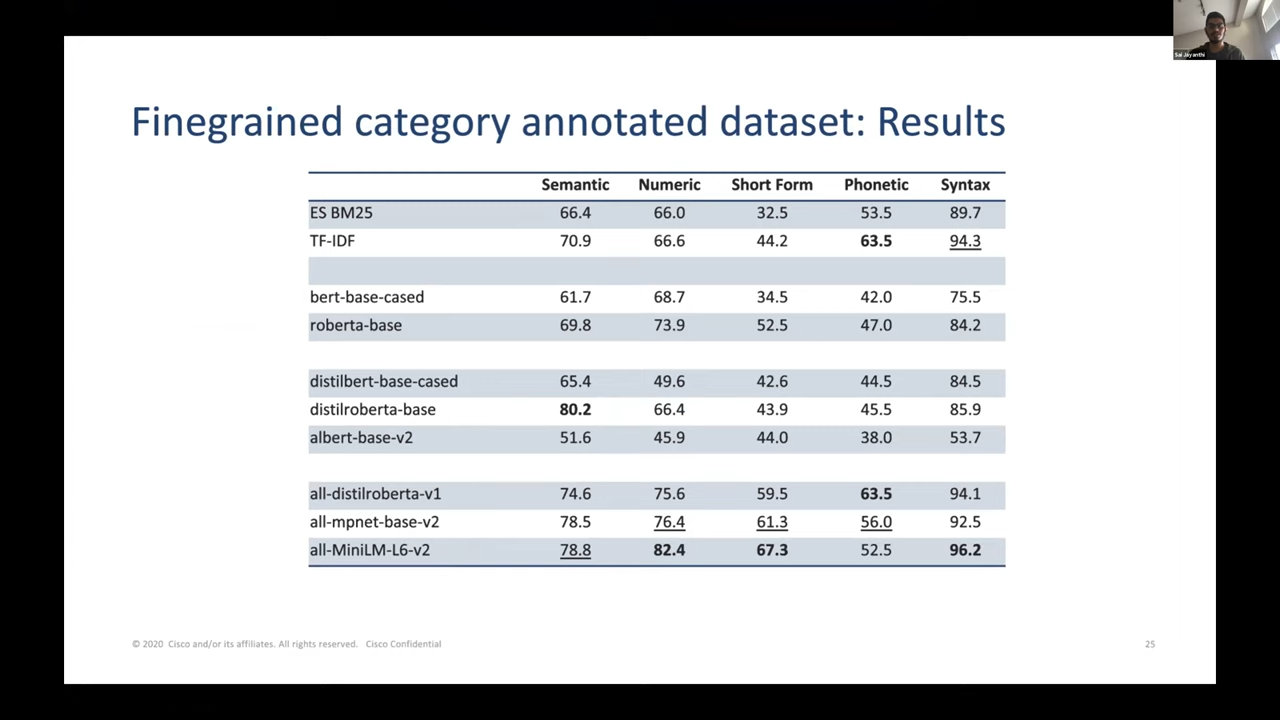 Sai Jayanthi
Finegrained category annotated dataset: Results
Semantic Numeric Short Form Phonetic Syntax
ES BM25 66.4 66.0 32.5 53.5 89.7
TF-IDF 70.9 66.6 44.2 63.5 94.3
bert-base-cased 61.7 68.7 34.5 42.0 75.5
roberta-base 69.8 73.9 52.5 47.0 84.2
distilbert-base-cased 65.4 49.6 42.6 44.5 84.5
distilroberta-base 80.2 66.4 43.9 45.5 85.9
albert-base-v2 51.6 45.9 44.0 38.0 53.7
all-distilroberta-v1 74.6 75.6 59.5 63.5 94.1
all-mpnet-base-v2 78.5 76.4 61.3 56.0 92.5
all-MiniLM-L6-v2 78.8 82.4 67.3 52.5 96.2
© 2020 Cisco and/or its affiliates. All rights reserved. Cisco Confidential 25